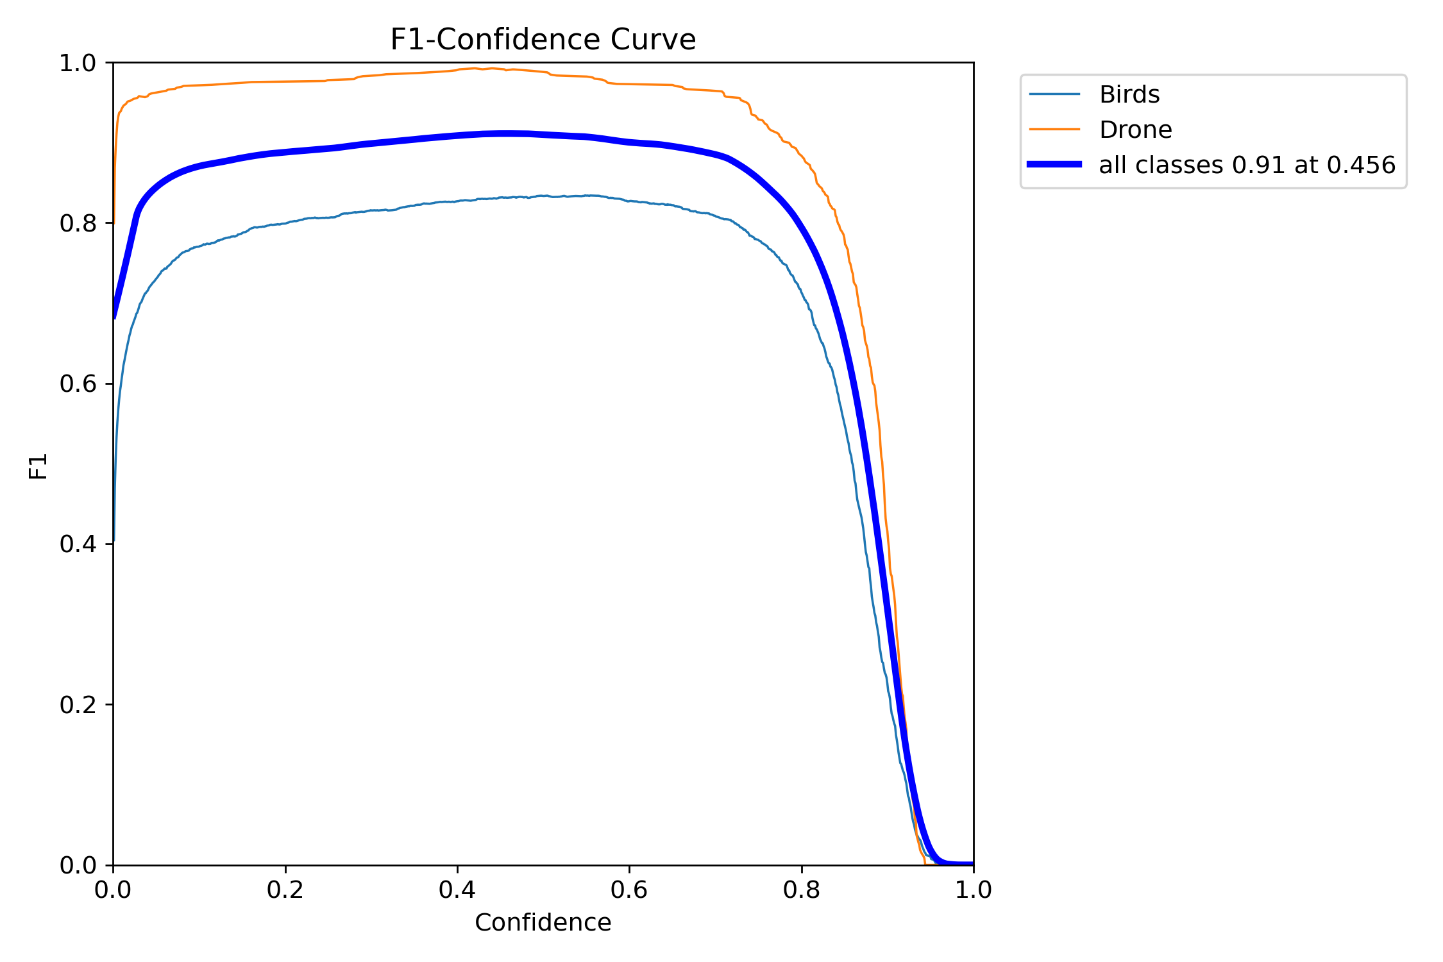 F1-Confidence Curve
Birds
Drone
all classes 0.91 at 0.456
1.0
0.8
0.6
0.4
0.2
0.0
F1
0.0 0.2 0.4 0.6 0.8 1.0
Confidence